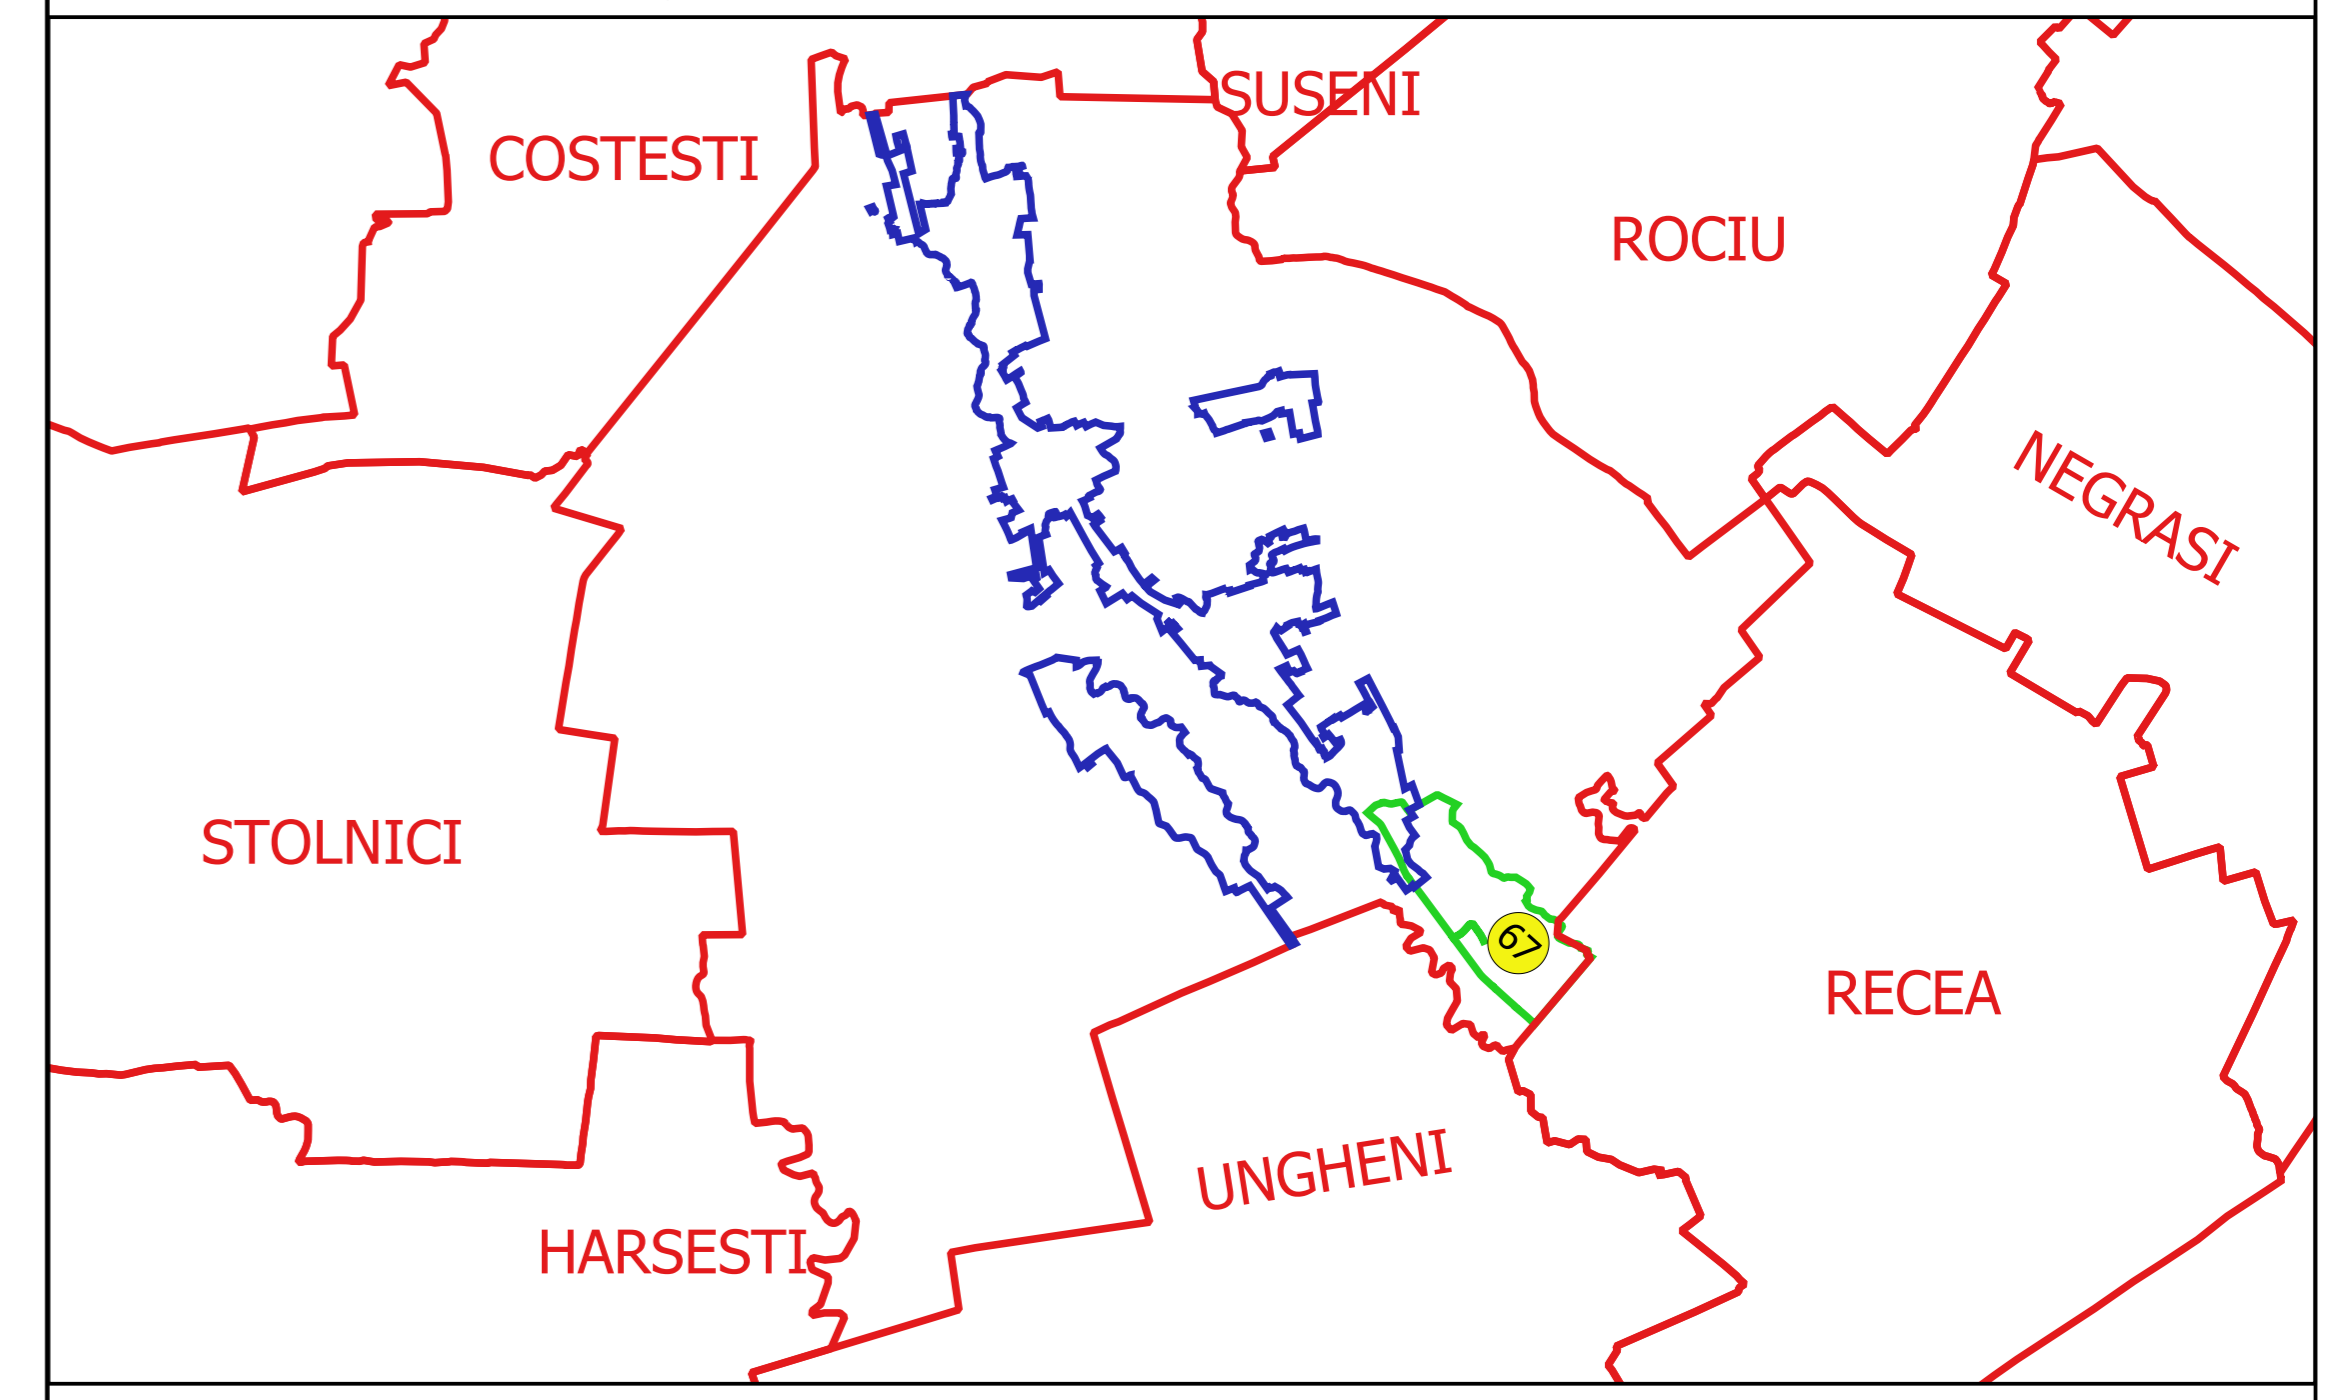 SUSENI
COSTESTI
ROCIU
NEGRASI
STOLNICI
67
RECEA
UNGHENI
HARSESTI